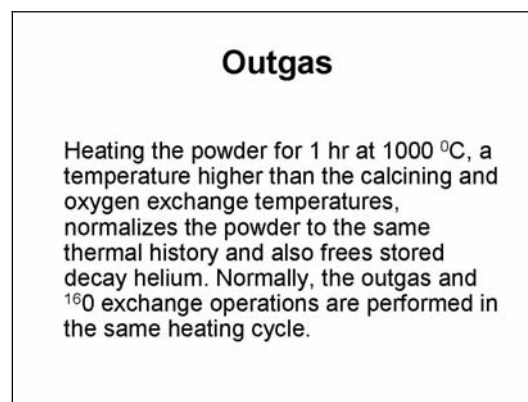 Outgas
Heating the powder for 1 hr at 1000 ⁰C, a
temperature higher than the calcining and
oxygen exchange temperatures,
normalizes the powder to the same
thermal history and also frees stored
decay helium. Normally, the outgas and
¹⁶0 exchange operations are performed in
the same heating cycle.